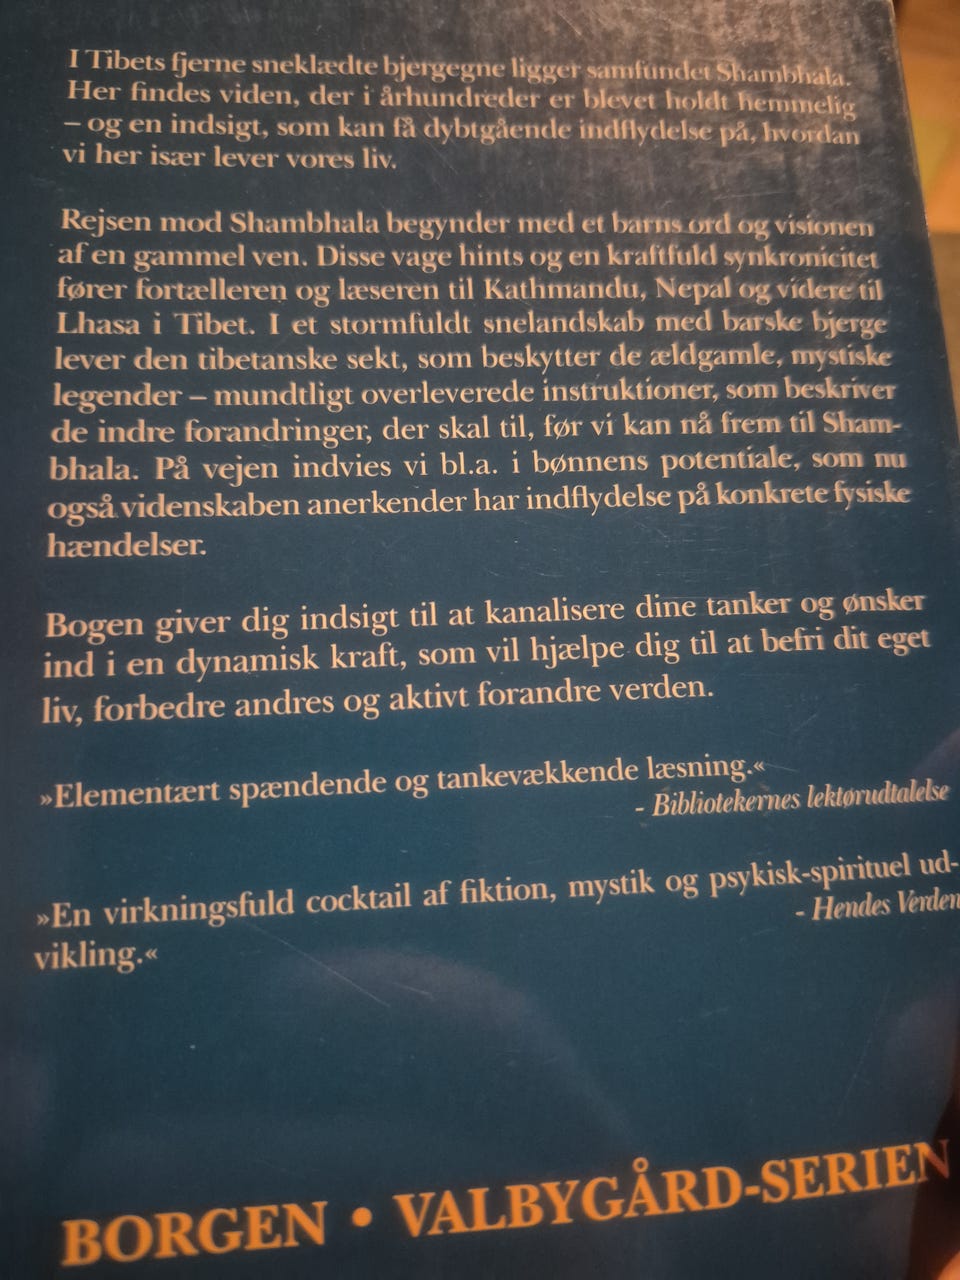 I Tibets fjerne sneklædte bjergegne ligger samfundet Shambhala.
Her findes viden, der i århundreder er blevet holdt hemmelig
– og en indsigt, som kan få dybtgående indflydelse på, hvordan
vi her især lever vores liv.
Rejsen mod Shambhala begynder med et barns ord og visionen
af en gammel ven. Disse vage hints og en kraftfuld synkronicitet
fører fortælleren og læseren til Kathmandu, Nepal og videre til
Lhasa i Tibet. I et stormfuldt snelandskab med barske bjerge
lever den tibetanske sekt, som beskytter de ældgamle, mystiske
legender – mundtligt overleverede instruktioner, som beskriver
de indre forandringer, der skal til, før vi kan nå frem til Sham-
bhala. På vejen indvies vi bl.a. i bønnens potentiale, som nu
også videnskaben anerkender har indflydelse på konkrete fysiske
hændelser.
Bogen giver dig indsigt til at kanalisere dine tanker og ønsker
ind i en dynamisk kraft, som vil hjælpe dig til at befri dit eget
liv, forbedre andres og aktivt forandre verden.
»Elementært spændende og tankevækkende læsning.«
- Bibliotekernes lektørudtalelse
»En virkningsfuld cocktail af fiktion, mystik og psykisk-spirituel ud-
vikling.«
- Hendes Verden
BORGEN • VALBYGÅRD-SERIEN